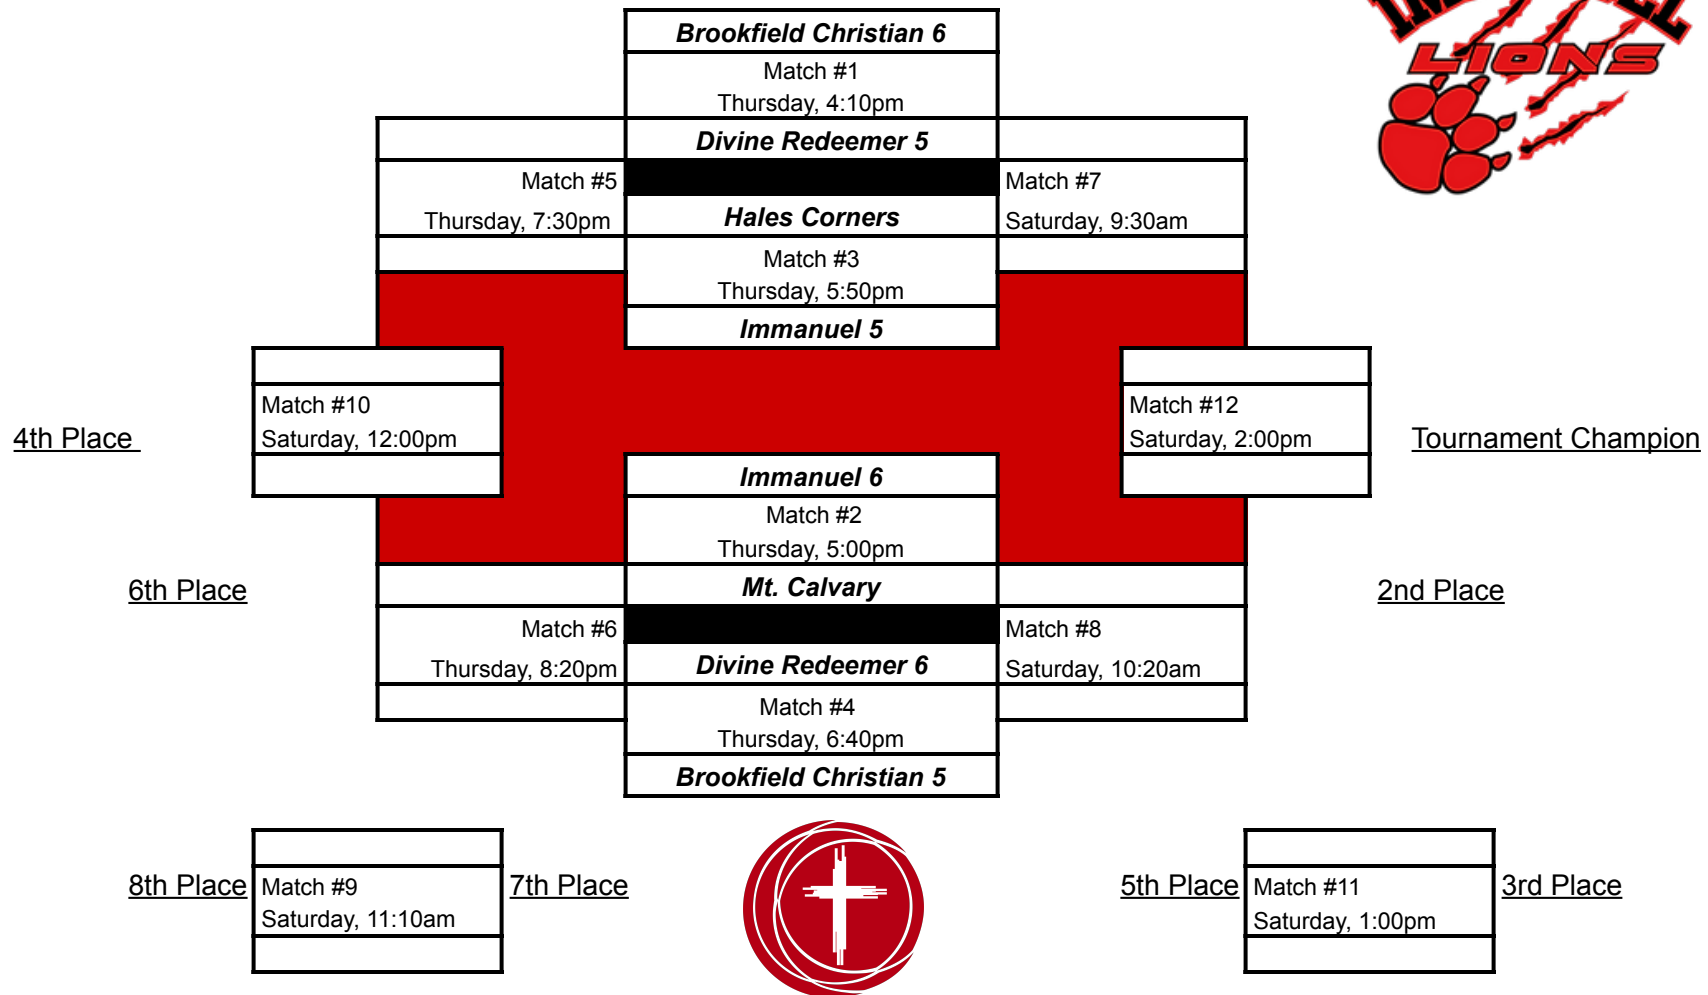 LIONS
Brookfield Christian 6
Match #1
Thursday, 4:10pm
Divine Redeemer 5
Match #5
Match #7
Thursday, 7:30pm
Hales Corners
Saturday, 9:30am
Match #3
Thursday, 5:50pm
Immanuel 5
Match #10
Match #12
4th Place
Saturday, 12:00pm
Saturday, 2:00pm
Tournament Champion
Immanuel 6
Match #2
Thursday, 5:00pm
6th Place
Mt. Calvary
2nd Place
Match #6
Match #8
Thursday, 8:20pm
Divine Redeemer 6
Saturday, 10:20am
Match #4
Thursday, 6:40pm
Brookfield Christian 5
8th Place
Match #9
7th Place
5th Place
Match #11
3rd Place
Saturday, 11:10am
Saturday, 1:00pm